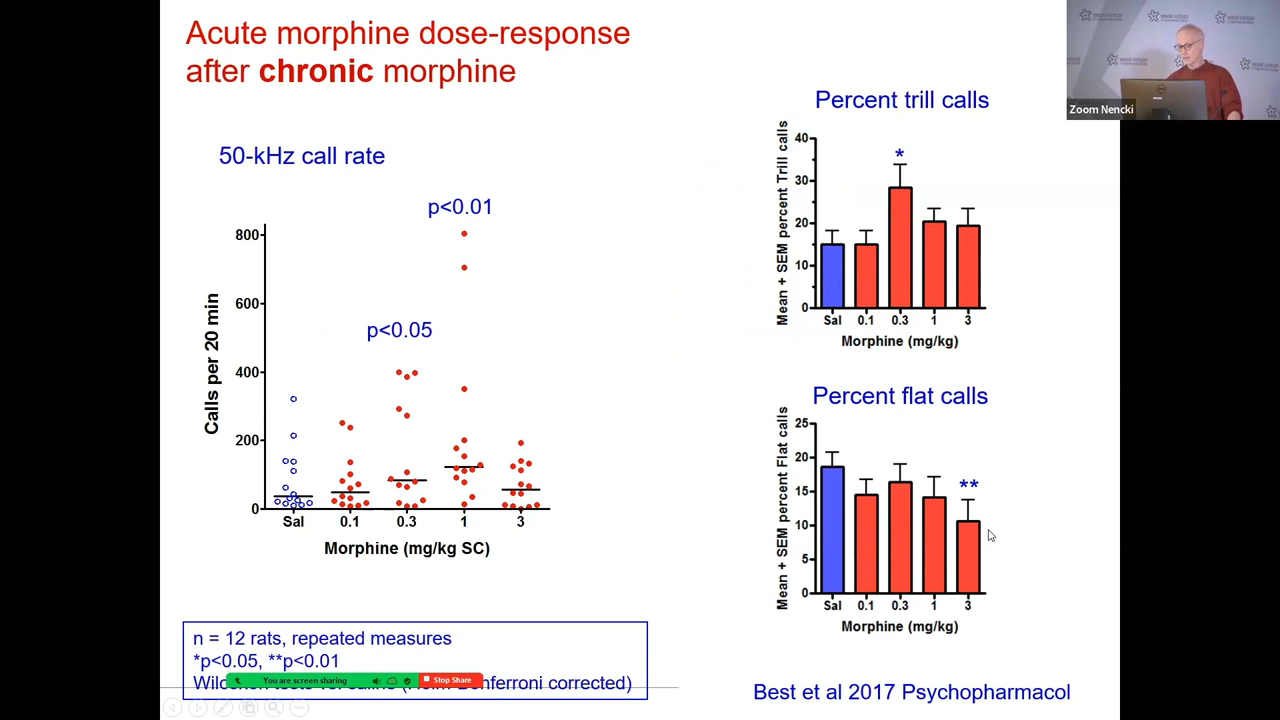 Acute morphine dose-response
after chronic morphine
50-kHz call rate
p<0.01
p<0.05
Calls per 20 min
800
600
400
200
0
Sal 0.1 0.3 1 3
Morphine (mg/kg SC)
n = 12 rats, repeated measures
*p<0.05, **p<0.01
Bonferroni corrected)
You are screen sharing
Stop Share
Percent trill calls
Mean + SEM percent Trill calls
40
30
20
10
0
*
Sal 0.1 0.3 1 3
Morphine (mg/kg)
Percent flat calls
Mean + SEM percent Flat calls
25
20
15
10
5
0
**
Sal 0.1 0.3 1 3
Morphine (mg/kg)
Best et al 2017 Psychopharmacol
Zoom Nencki